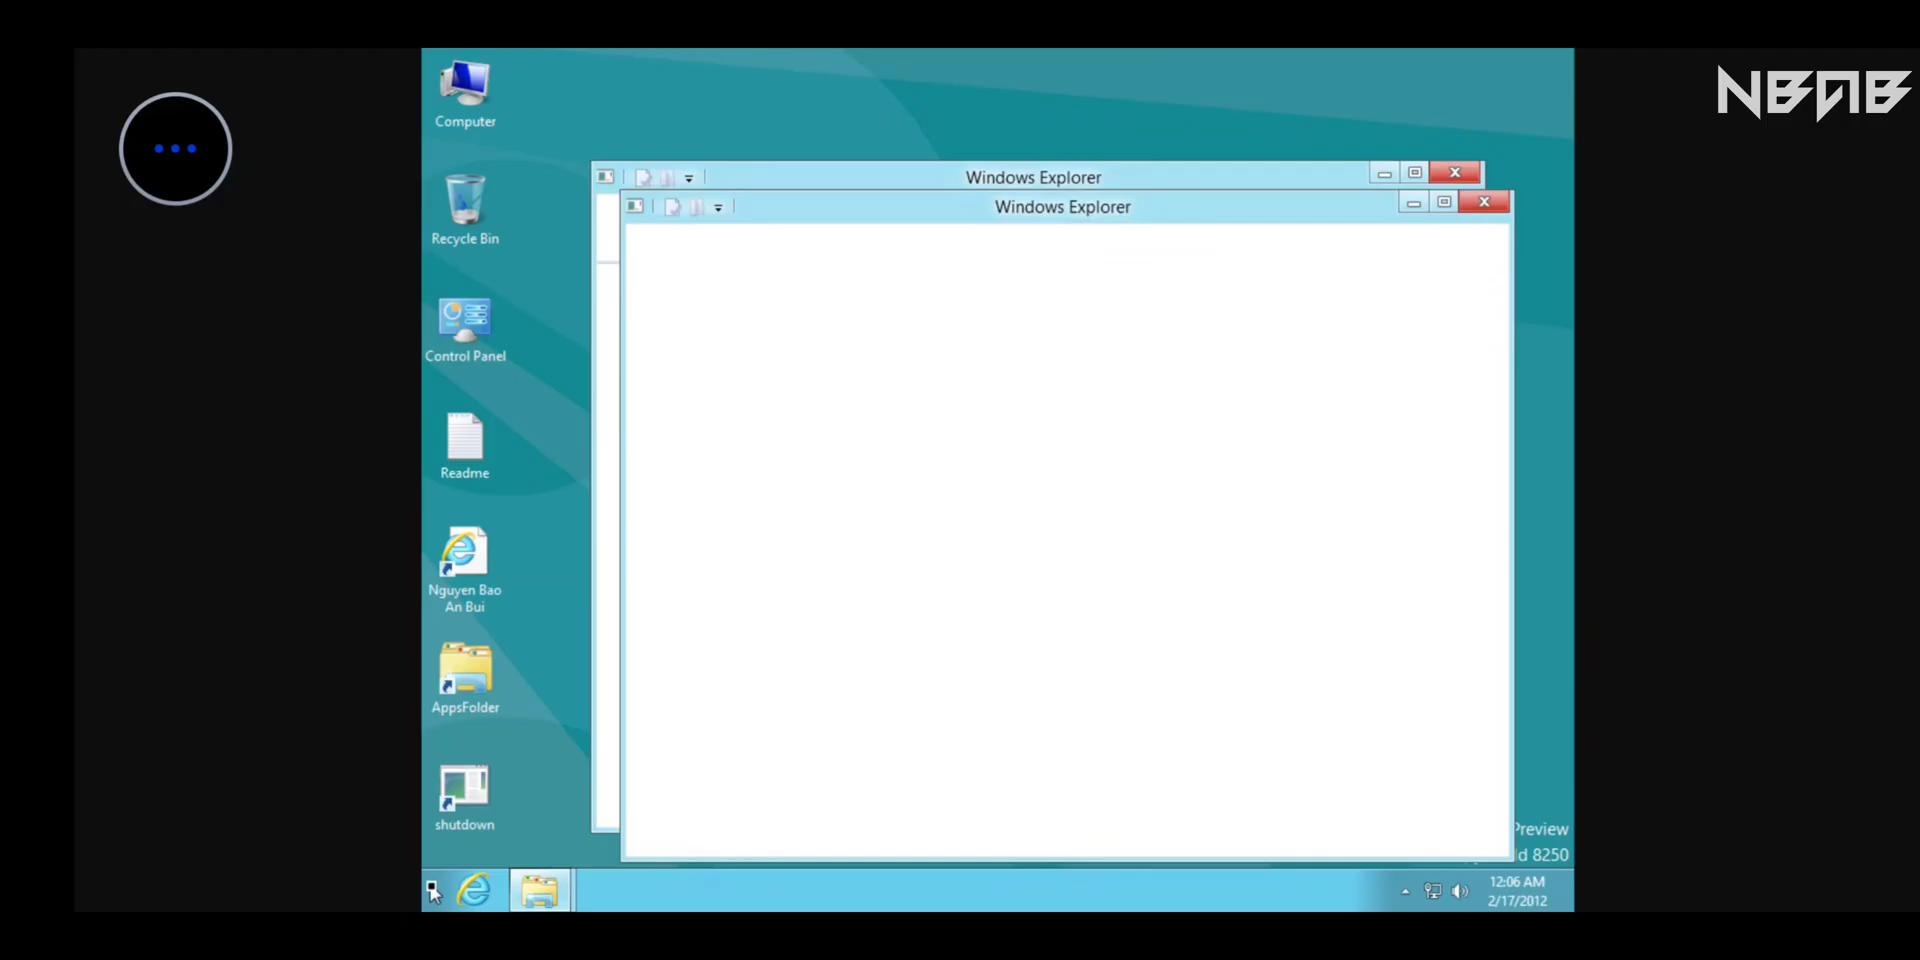 NBAB
Computer
Recycle Bin
Control Panel
Readme
Nguyen Bao
An Bui
AppsFolder
shutdown
Windows Explorer
Windows Explorer
Preview
8250
12:06 AM
2/17/2012